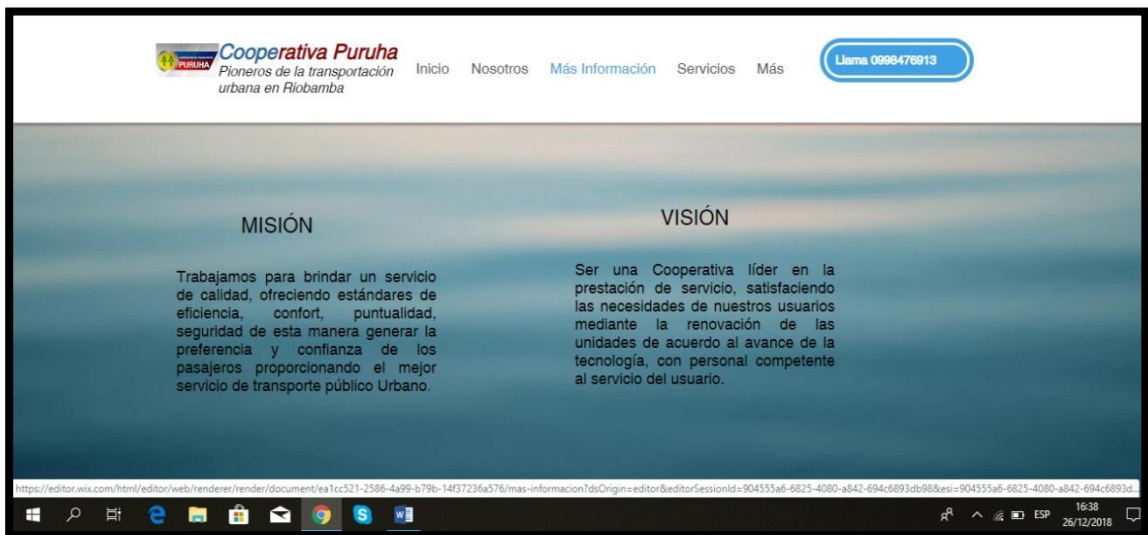 PURUHA
Cooperativa Puruha
Pioneros de la transportación
urbana en Riobamba
Inicio
Nosotros
Más Información
Servicios
Más
Llama 0998476913
MISIÓN
Trabajamos para brindar un servicio
de calidad, ofreciendo estándares de
eficiencia, confort, puntualidad,
seguridad de esta manera generar la
preferencia y confianza de los
pasajeros proporcionando el mejor
servicio de transporte público Urbano.
VISIÓN
Ser una Cooperativa líder en la
prestación de servicio, satisfaciendo
las necesidades de nuestros usuarios
mediante la renovación de las
unidades de acuerdo al avance de la
tecnología, con personal competente
al servicio del usuario.
https://editor.wix.com/html/editor/web/renderer/render/document/ea1cc521-2586-4a99-b79b-14f37236a576/mas-informacion?dsOrigin=editor&editorSessionId=904555a6-6825-4080-a842-694c6893db98&esi=904555a6-6825-4080-a842-694c6893d...
ESP
16:38
26/12/2018